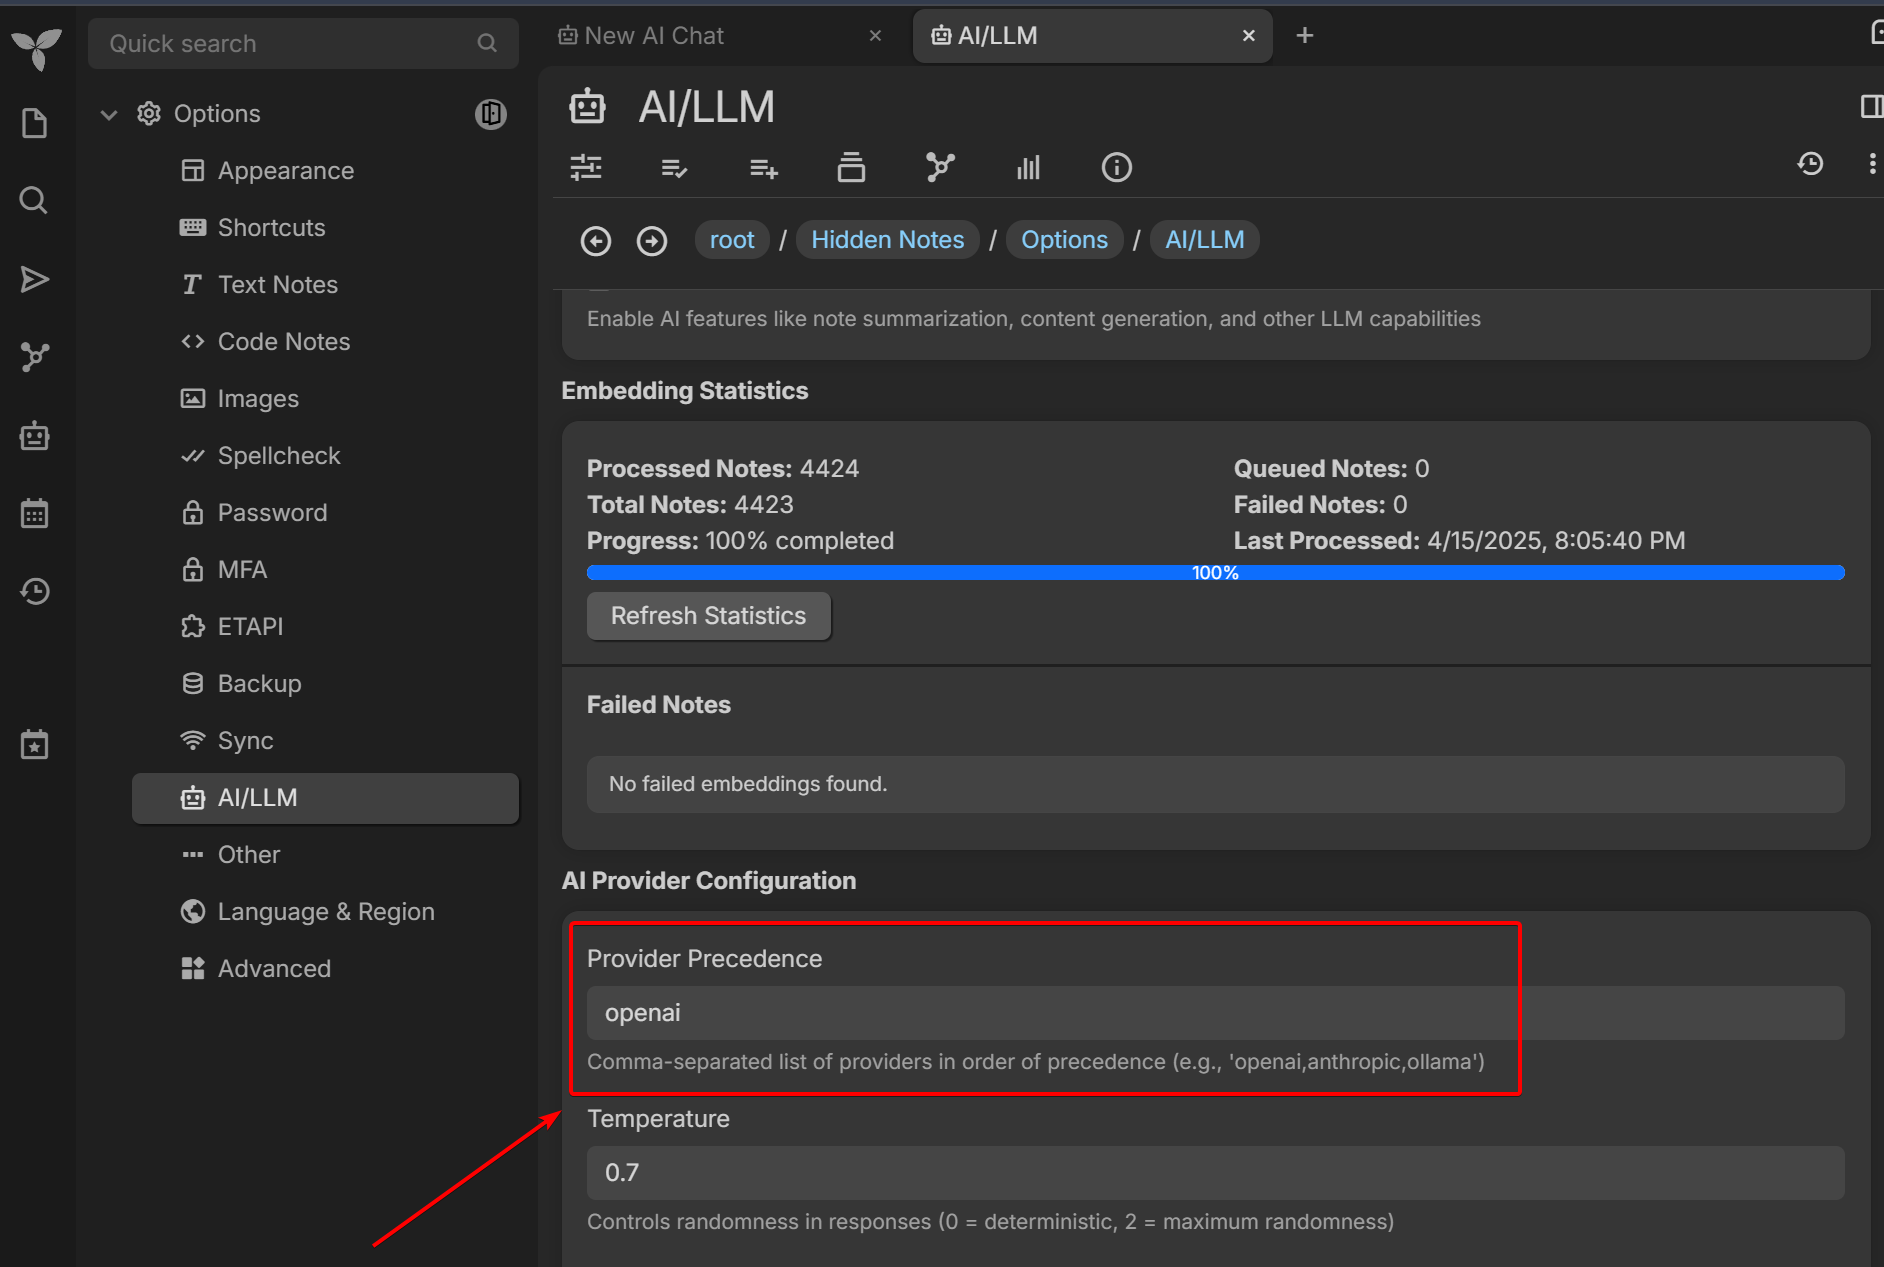 Quick search
New AI Chat
AI/LLM
Options
Appearance
Shortcuts
Text Notes
Code Notes
Images
Spellcheck
Password
MFA
ETAPI
Backup
Sync
AI/LLM
Other
Language & Region
Advanced
AI/LLM
root / Hidden Notes / Options / AI/LLM
Enable AI features like note summarization, content generation, and other LLM capabilities
Embedding Statistics
Processed Notes: 4424
Queued Notes: 0
Total Notes: 4423
Failed Notes: 0
Progress: 100% completed
Last Processed: 4/15/2025, 8:05:40 PM
100%
Refresh Statistics
Failed Notes
No failed embeddings found.
AI Provider Configuration
Provider Precedence
openai
Comma-separated list of providers in order of precedence (e.g., 'openai,anthropic,ollama')
Temperature
0.7
Controls randomness in responses (0 = deterministic, 2 = maximum randomness)